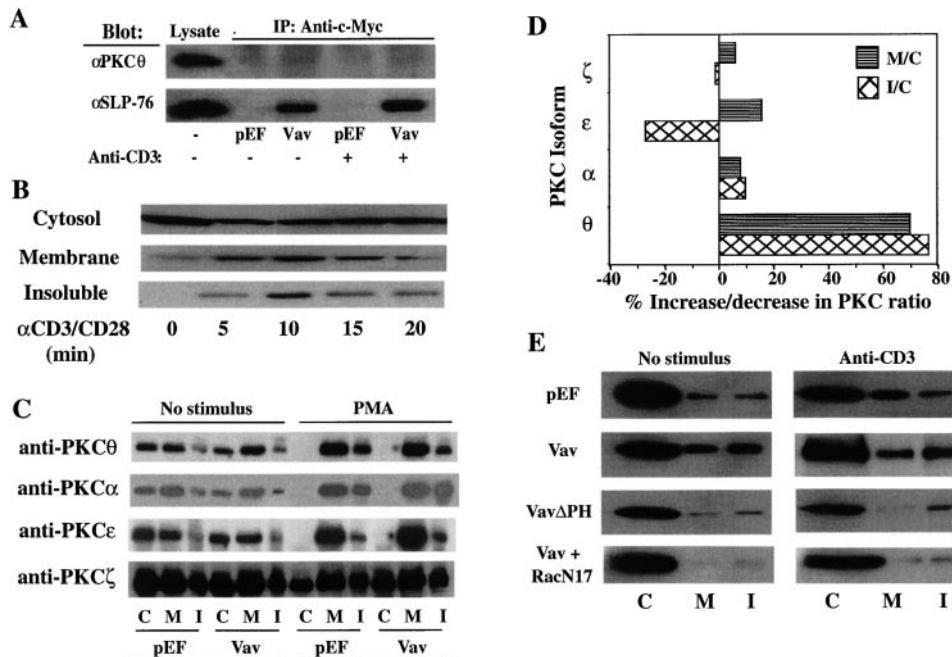 A
Blot:
Lysate
IP: Anti-c-Myc
αPKCθ
αSLP-76
- pEF Vav pEF Vav
Anti-CD3: - - - + +
B
Cytosol
Membrane
Insoluble
αCD3/CD28 0 5 10 15 20
(min)
C
No stimulus PMA
anti-PKCθ
anti-PKCα
anti-PKCε
anti-PKCζ
C M I C M I C M I C M I
pEF Vav pEF Vav
D
PKC Isoform
ζ
ε
α
θ
M/C
I/C
-40 -20 0 20 40 60 80
% Increase/decrease in PKC ratio
E
No stimulus Anti-CD3
pEF
Vav
VavΔPH
Vav +
RacN17
C M I C M I